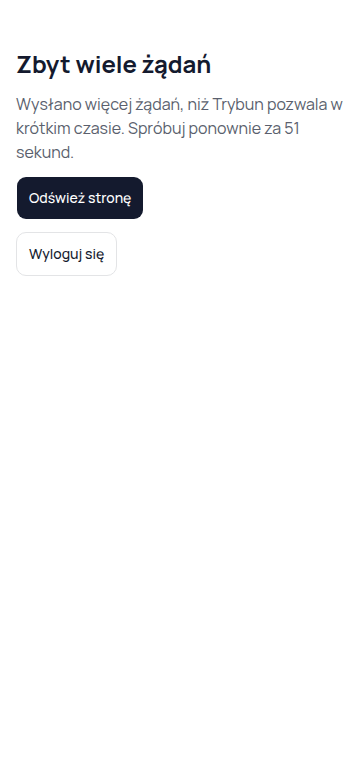 Zbyt wiele żądań
Wysłano więcej żądań, niż Trybun pozwala w
krótkim czasie. Spróbuj ponownie za 51
sekund.
Odśwież stronę
Wyloguj się